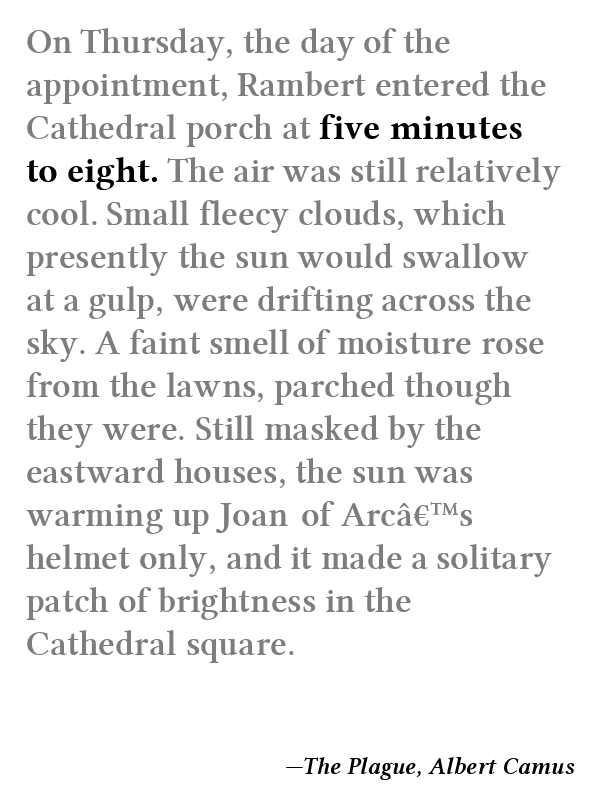 On Thursday, the day of the
appointment, Rambert entered the
Cathedral porch at five minutes
to eight. The air was still relatively
cool. Small fleecy clouds, which
presently the sun would swallow
at a gulp, were drifting across the
sky. A faint smell of moisture rose
from the lawns, parched though
they were. Still masked by the
eastward houses, the sun was
warming up Joan of Arcâ€™s
helmet only, and it made a solitary
patch of brightness in the
Cathedral square.
—The Plague, Albert Camus